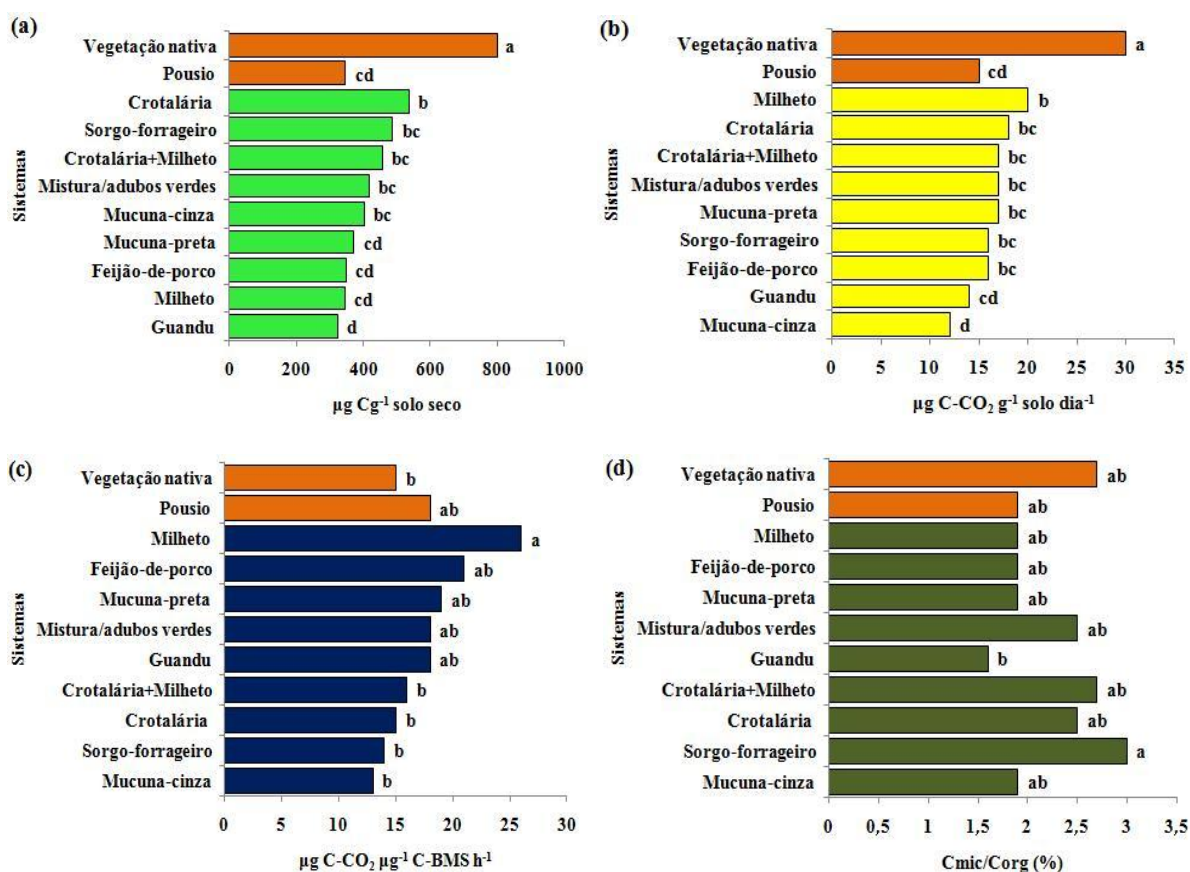 (a)
Sistemas
Vegetação nativa a
Pousio cd
Crotalária b
Sorgo-forrageiro bc
Crotalária+Milheto bc
Mistura/adubos verdes bc
Mucuna-cinza bc
Mucuna-preta cd
Feijão-de-porco cd
Milheto cd
Guandu d
0 200 400 600 800 1000
µg Cg⁻¹ solo seco
(b)
Sistemas
Vegetação nativa a
Pousio cd
Milheto b
Crotalária bc
Crotalária+Milheto bc
Mistura/adubos verdes bc
Mucuna-preta bc
Sorgo-forrageiro bc
Feijão-de-porco bc
Guandu cd
Mucuna-cinza d
0 5 10 15 20 25 30 35
µg C-CO₂ g⁻¹ solo dia⁻¹
(c)
Sistemas
Vegetação nativa b
Pousio ab
Milheto a
Feijão-de-porco ab
Mucuna-preta ab
Mistura/adubos verdes ab
Guandu ab
Crotalária+Milheto b
Crotalária b
Sorgo-forrageiro b
Mucuna-cinza b
0 5 10 15 20 25 30
µg C-CO₂ µg⁻¹ C-BMS h⁻¹
(d)
Sistemas
Vegetação nativa ab
Pousio ab
Milheto ab
Feijão-de-porco ab
Mucuna-preta ab
Mistura/adubos verdes ab
Guandu b
Crotalária+Milheto ab
Crotalária ab
Sorgo-forrageiro a
Mucuna-cinza ab
0 0,5 1 1,5 2 2,5 3 3,5
Cmic/Corg (%)